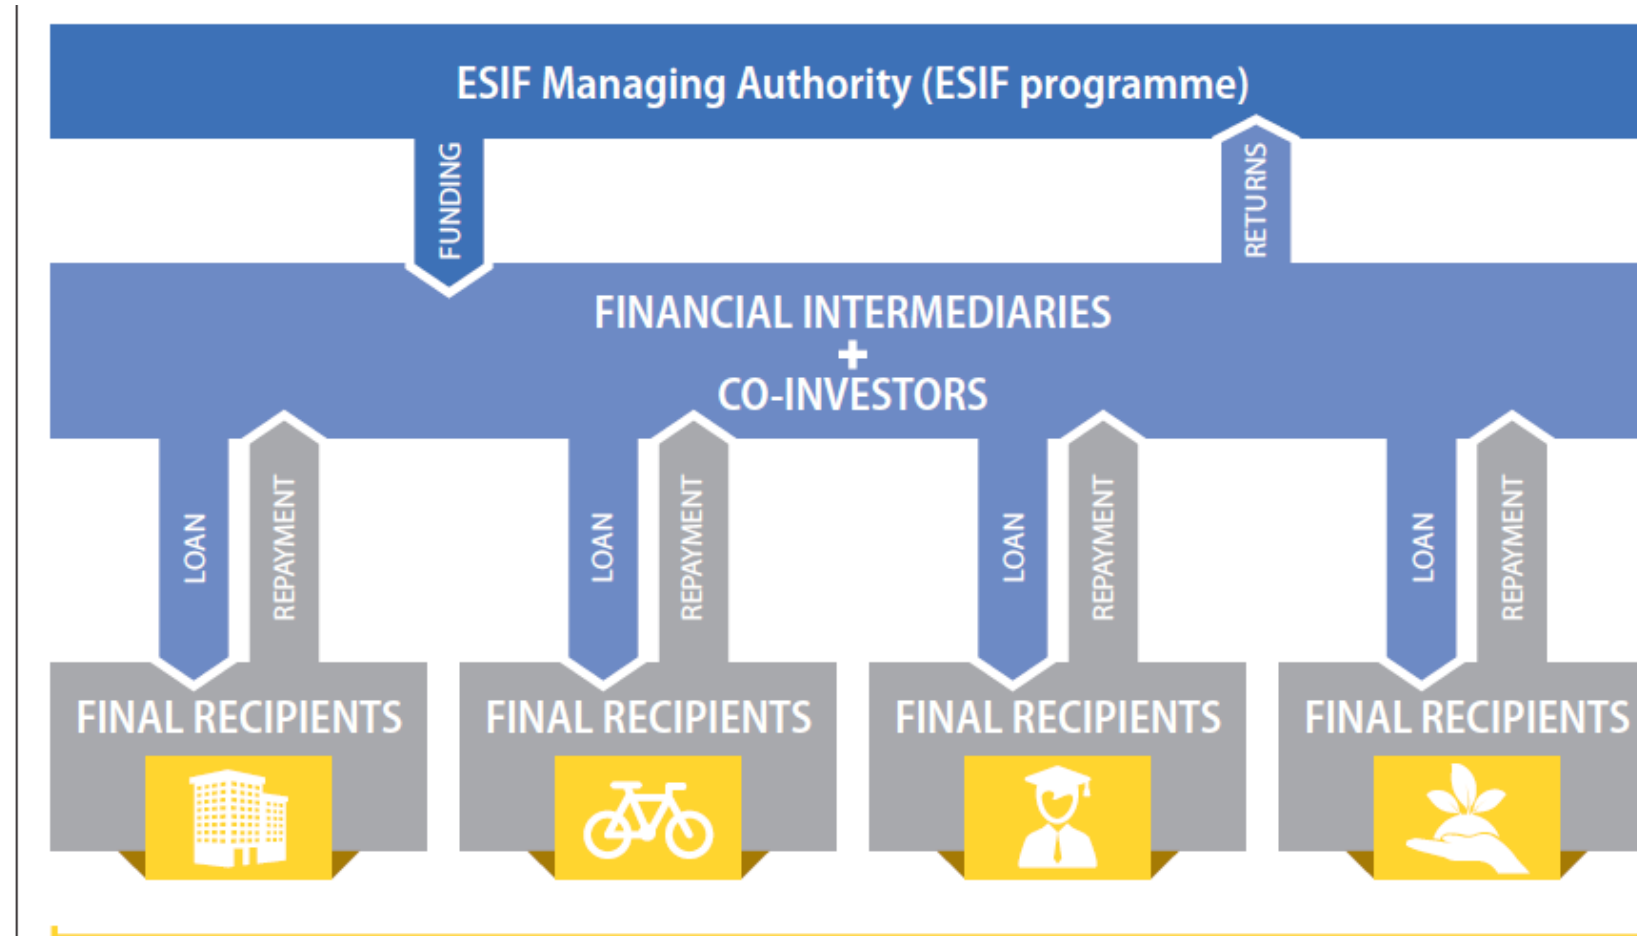 ESIF Managing Authority (ESIF programme)
FUNDING
RETURNS
FINANCIAL INTERMEDIARIES
+
CO-INVESTORS
LOAN
REPAYMENT
LOAN
REPAYMENT
LOAN
REPAYMENT
LOAN
REPAYMENT
FINAL RECIPIENTS
FINAL RECIPIENTS
FINAL RECIPIENTS
FINAL RECIPIENTS